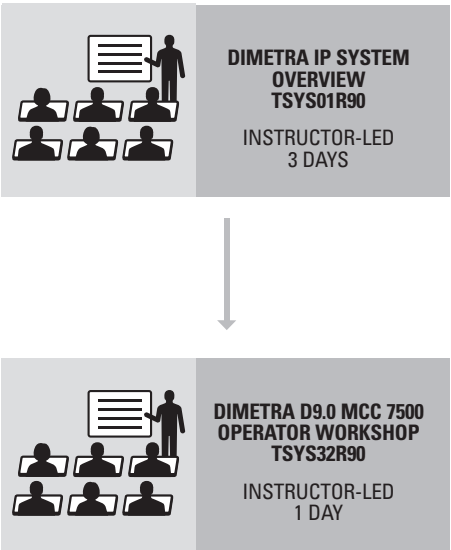 DIMETRA IP SYSTEM
OVERVIEW
TSYS01R90
INSTRUCTOR-LED
3 DAYS
DIMETRA D9.0 MCC 7500
OPERATOR WORKSHOP
TSYS32R90
INSTRUCTOR-LED
1 DAY